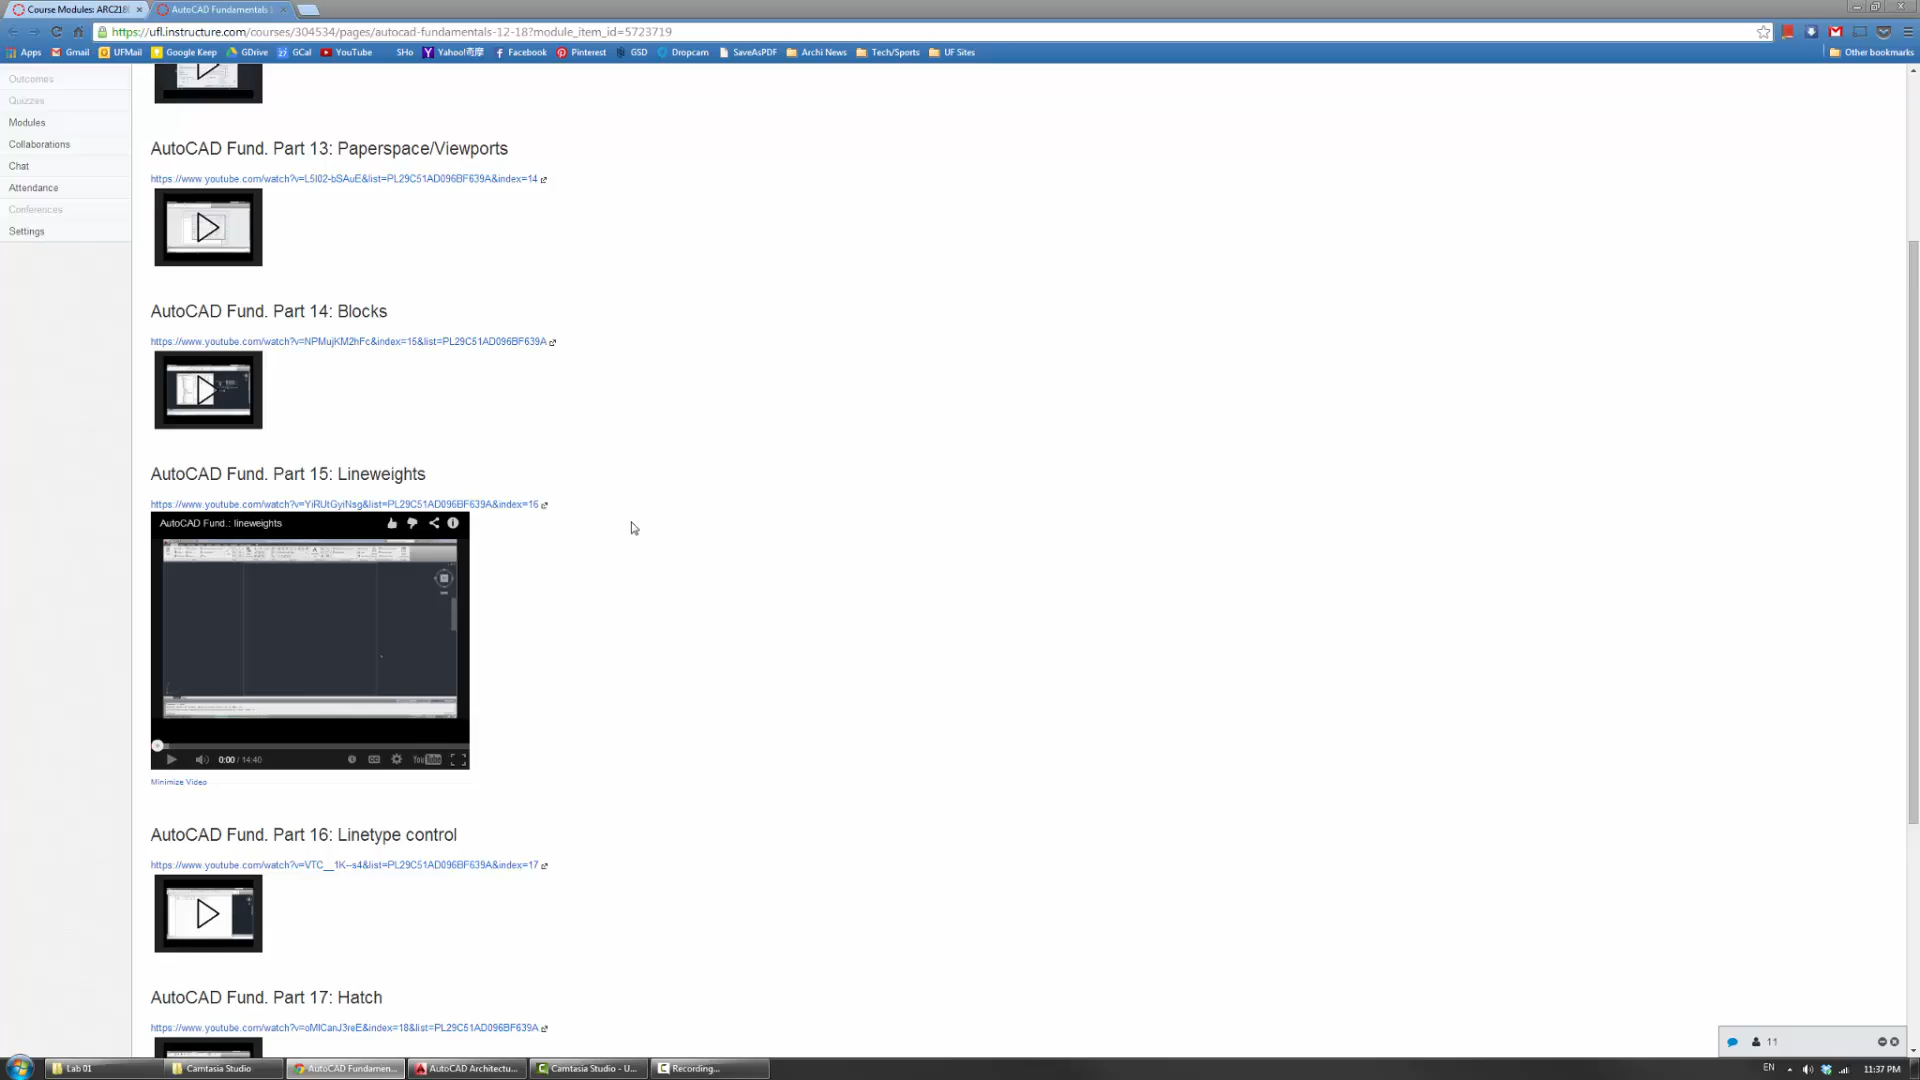 Course Modules: ARC218
AutoCAD Fundamentals
https://ufl.instructure.com/courses/304534/pages/autocad-fundamentals-12-18?module_item_id=5723719
Apps Gmail UFMail Google Keep GDrive GCal YouTube SHo Yahoo!奇摩 Facebook Pinterest GSD Dropcam SaveAsPDF Archi News Tech/Sports UF Sites Other bookmarks
Outcomes
Quizzes
Modules
Collaborations
Chat
Attendance
Conferences
Settings
AutoCAD Fund. Part 13: Paperspace/Viewports
https://www.youtube.com/watch?v=L5I02-bSAuE&list=PL29C51AD096BF639A&index=14
AutoCAD Fund. Part 14: Blocks
https://www.youtube.com/watch?v=NPMujKM2hFc&index=15&list=PL29C51AD096BF639A
AutoCAD Fund. Part 15: Lineweights
https://www.youtube.com/watch?v=YiRUtGyiNsg&list=PL29C51AD096BF639A&index=16
AutoCAD Fund.: lineweights
0:00 / 14:40
YouTube
Minimize Video
AutoCAD Fund. Part 16: Linetype control
https://www.youtube.com/watch?v=VTC__1K--s4&list=PL29C51AD096BF639A&index=17
AutoCAD Fund. Part 17: Hatch
https://www.youtube.com/watch?v=oMlCanJ3reE&index=18&list=PL29C51AD096BF639A
11
Lab 01 Camtasia Studio AutoCAD Fundamen... AutoCAD Architectu... Camtasia Studio - U... Recording... EN 11:37 PM